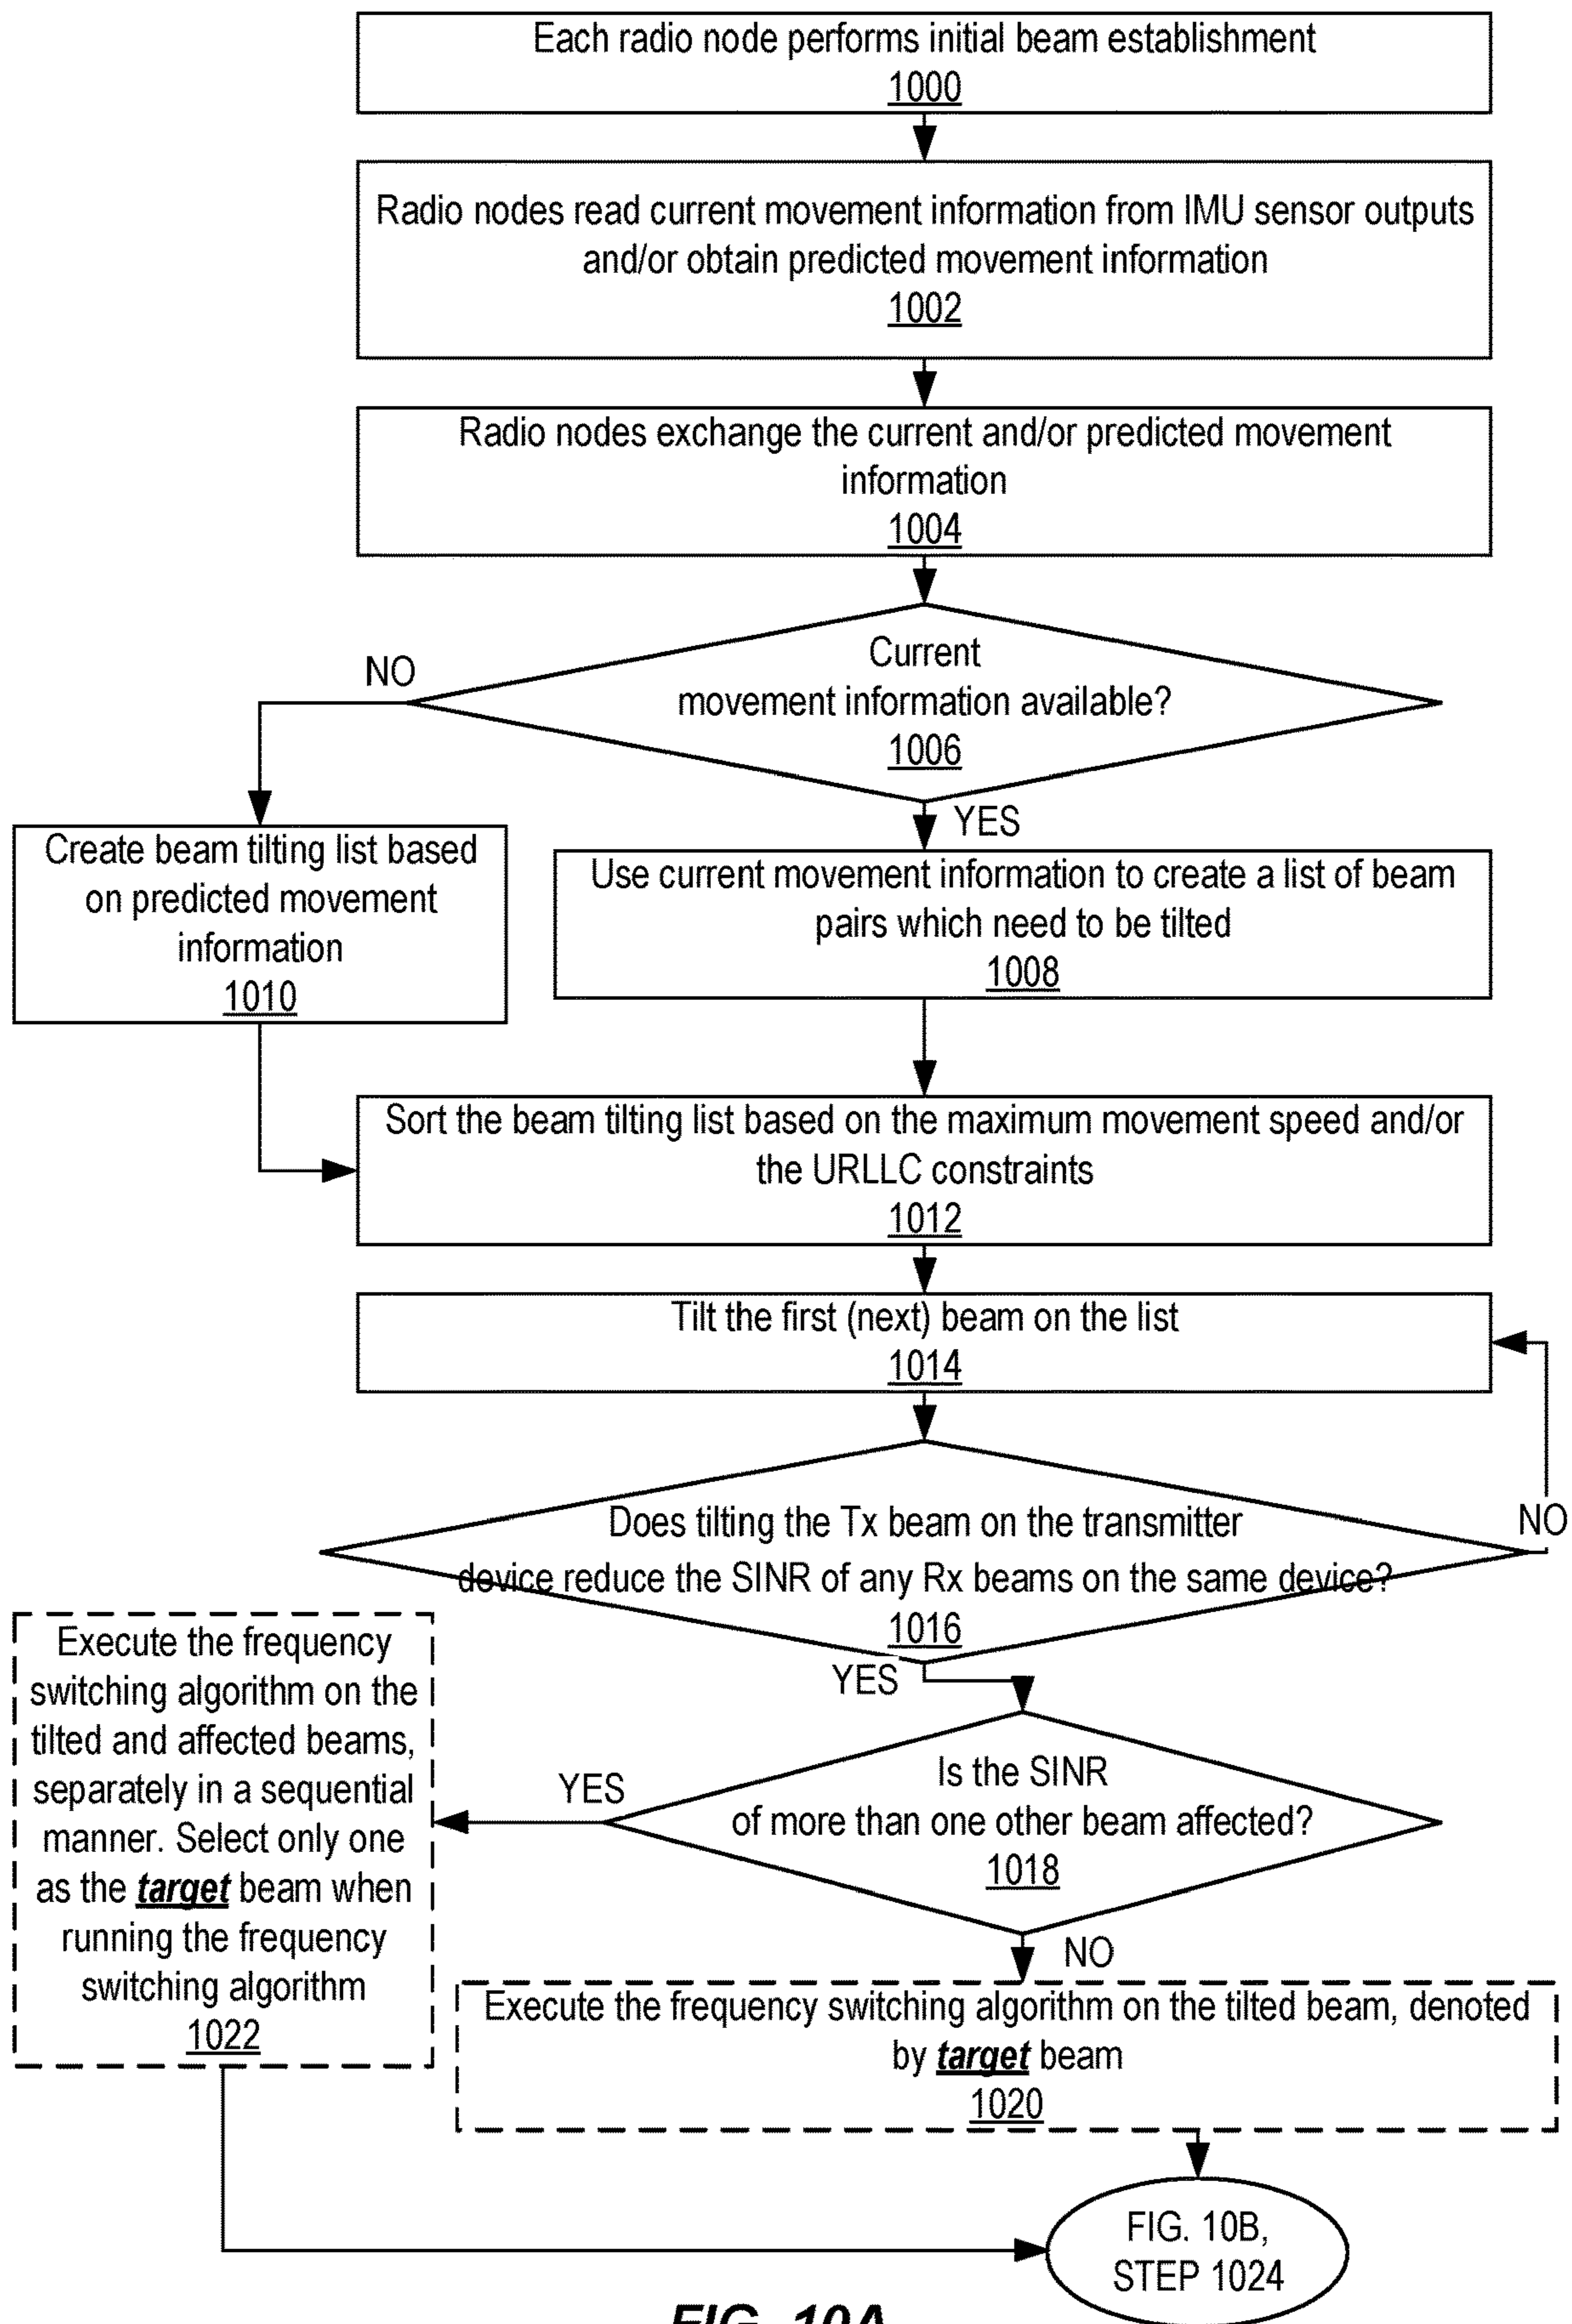 Each radio node performs initial beam establishment
1000
Radio nodes read current movement information from IMU sensor outputs
and/or obtain predicted movement information
1002
Radio nodes exchange the current and/or predicted movement
information
1004
Current
movement information available?
1006
NO
YES
Create beam tilting list based
on predicted movement
information
1010
Use current movement information to create a list of beam
pairs which need to be tilted
1008
Sort the beam tilting list based on the maximum movement speed and/or
the URLLC constraints
1012
Tilt the first (next) beam on the list
1014
Does tilting the Tx beam on the transmitter
device reduce the SINR of any Rx beams on the same device?
1016
NO
YES
Is the SINR
of more than one other beam affected?
1018
YES
NO
Execute the frequency
switching algorithm on the
tilted and affected beams,
separately in a sequential
manner. Select only one
as the target beam when
running the frequency
switching algorithm
1022
Execute the frequency switching algorithm on the tilted beam, denoted
by target beam
1020
FIG. 10B,
STEP 1024
FIG. 10A